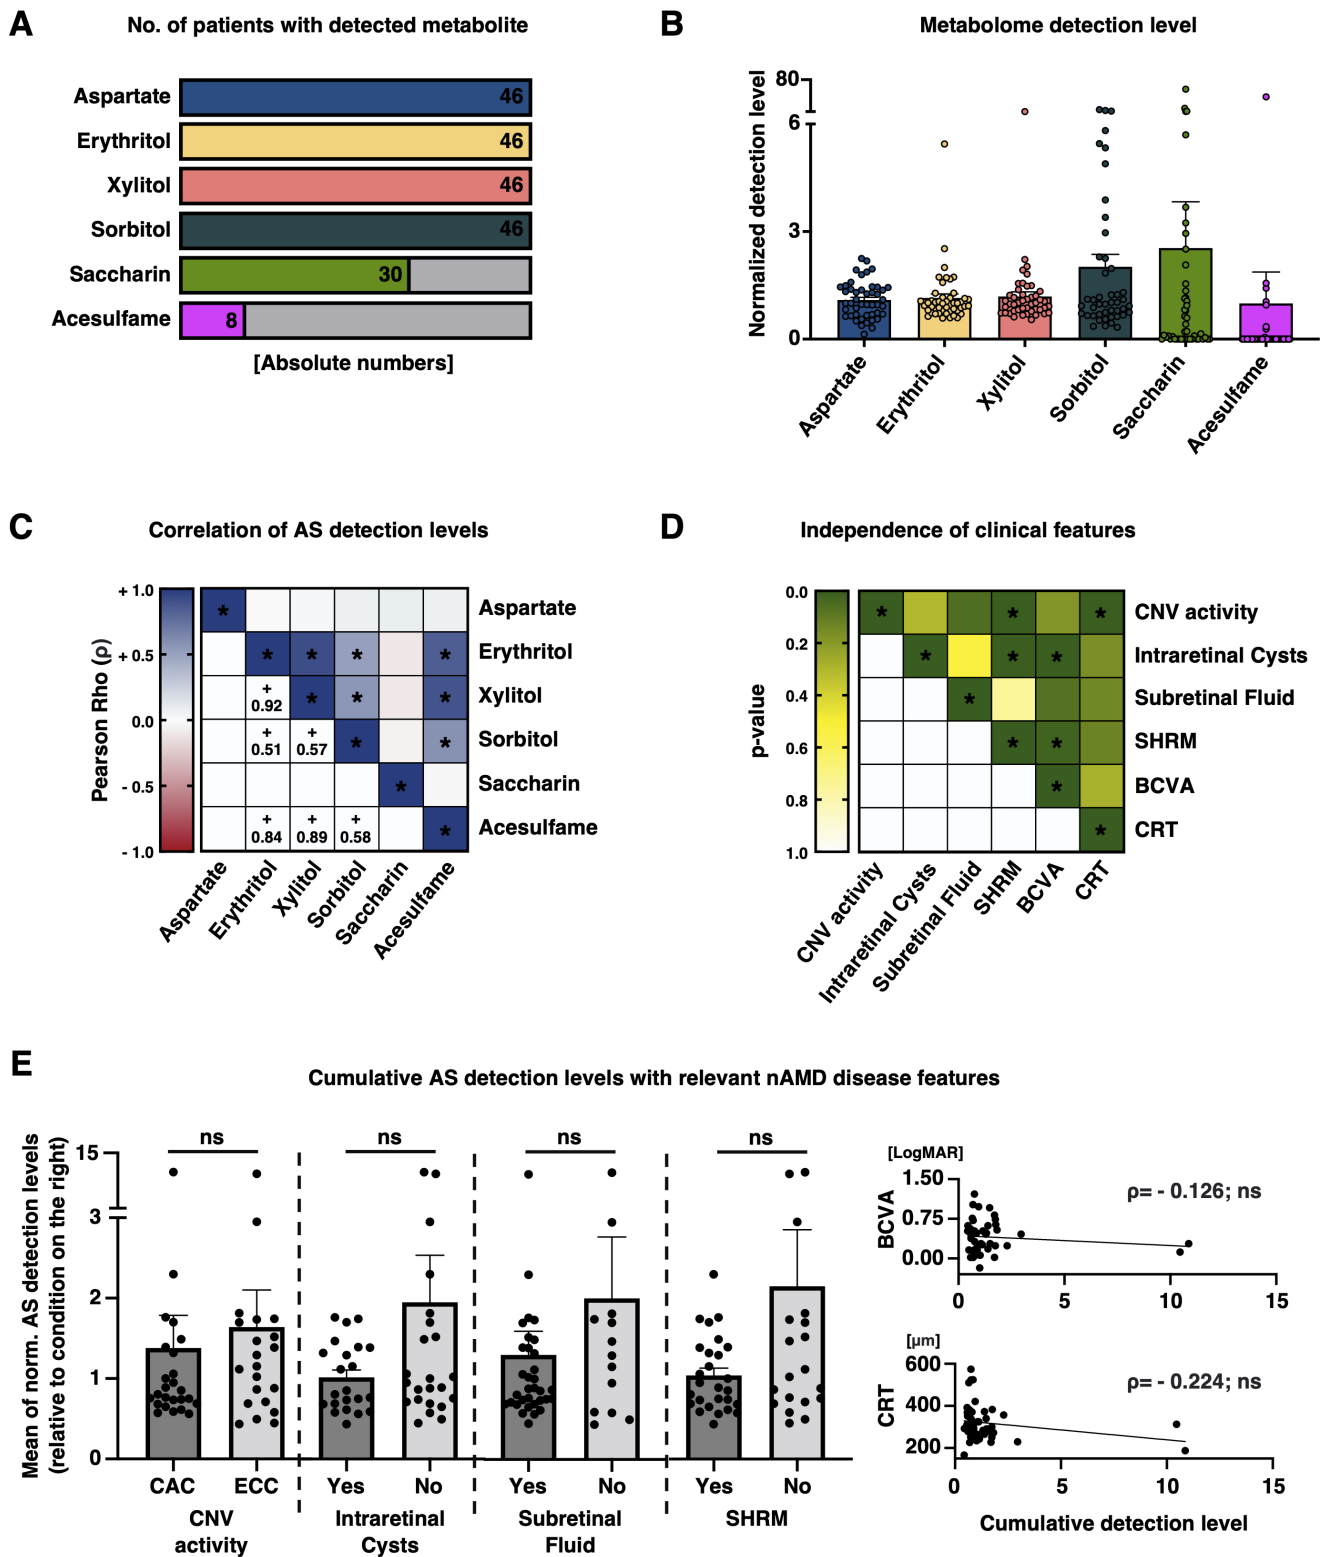 A
No. of patients with detected metabolite
Aspartate 46
Erythritol 46
Xylitol 46
Sorbitol 46
Saccharin 30
Acesulfame 8
[Absolute numbers]
B
Metabolome detection level
Normalized detection level
80
6
3
0
Aspartate
Erythritol
Xylitol
Sorbitol
Saccharin
Acesulfame
C
Correlation of AS detection levels
Pearson Rho (ρ)
+ 1.0
+ 0.5
0.0
- 0.5
- 1.0
* Aspartate
* * * * Erythritol
+ 0.92 * * * Xylitol
+ 0.51 + 0.57 * * Sorbitol
* Saccharin
+ 0.84 + 0.89 + 0.58 * Acesulfame
Aspartate
Erythritol
Xylitol
Sorbitol
Saccharin
Acesulfame
D
Independence of clinical features
p-value
0.0
0.2
0.4
0.6
0.8
1.0
* * * CNV activity
* * * Intraretinal Cysts
* Subretinal Fluid
* * SHRM
* BCVA
* CRT
CNV activity
Intraretinal Cysts
Subretinal Fluid
SHRM
BCVA
CRT
E
Cumulative AS detection levels with relevant nAMD disease features
Mean of norm. AS detection levels
(relative to condition on the right)
15
3
2
1
0
ns ns ns ns
CAC ECC Yes No Yes No Yes No
CNV
activity
Intraretinal
Cysts
Subretinal
Fluid
SHRM
[LogMAR]
BCVA
1.50
0.75
0.00
ρ= - 0.126; ns
0 5 10 15
[µm]
CRT
600
400
200
ρ= - 0.224; ns
0 5 10 15
Cumulative detection level